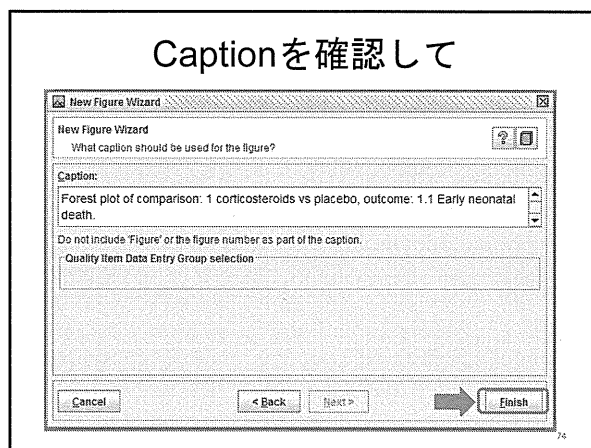 Captionを確認して
New Figure Wizard
New Figure Wizard
What caption should be used for the figure?
Caption:
Forest plot of comparison: 1 corticosteroids vs placebo, outcome: 1.1 Early neonatal
death.
Do not include 'Figure' or the figure number as part of the caption.
Quality Item Data Entry Group selection
Cancel
< Back
Next >
Finish
74